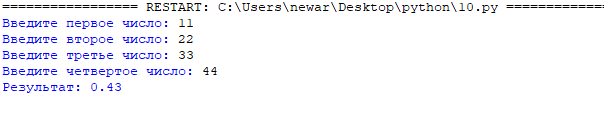 ================= RESTART: C:\Users\newar\Desktop\python\10.py =============
Введите первое число: 11
Введите второе число: 22
Введите третье число: 33
Введите четвертое число: 44
Результат: 0.43